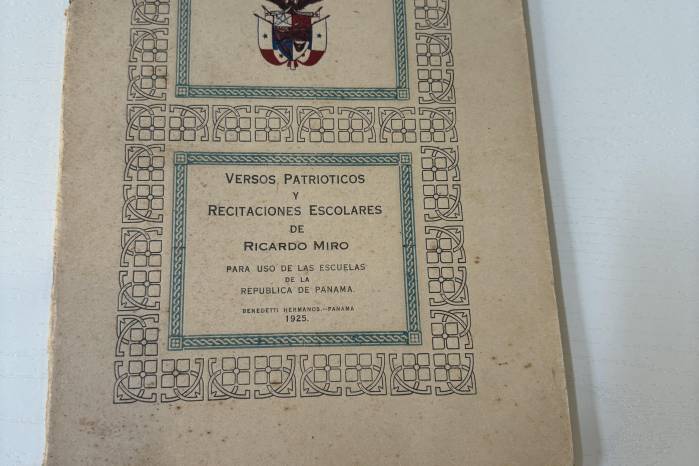 VERSOS PATRIOTICOS
Y
RECITACIONES ESCOLARES
DE
RICARDO MIRO
PARA USO DE LAS ESCUELAS
DE LA
REPUBLICA DE PANAMA.
BENEDETTI HERMANOS.—PANAMA
1925.